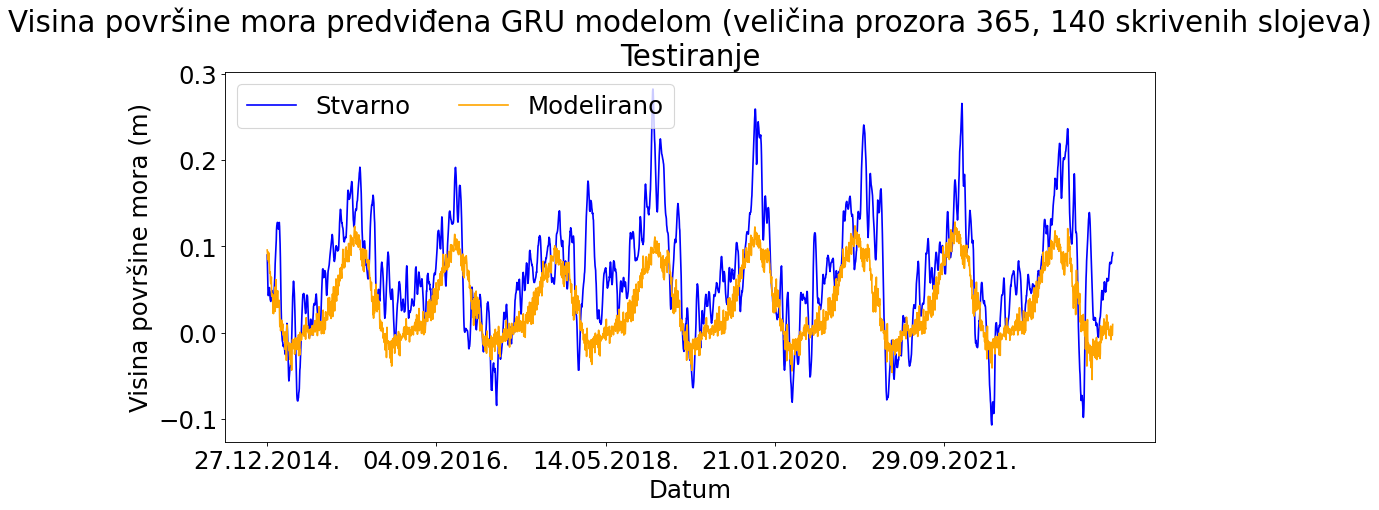 Visina površine mora predviđena GRU modelom (veličina prozora 365, 140 skrivenih slojeva)
Testiranje
Stvarno
Modelirano
Visina površine mora (m)
0.3
0.2
0.1
0.0
−0.1
27.12.2014.
04.09.2016.
14.05.2018.
21.01.2020.
29.09.2021.
Datum